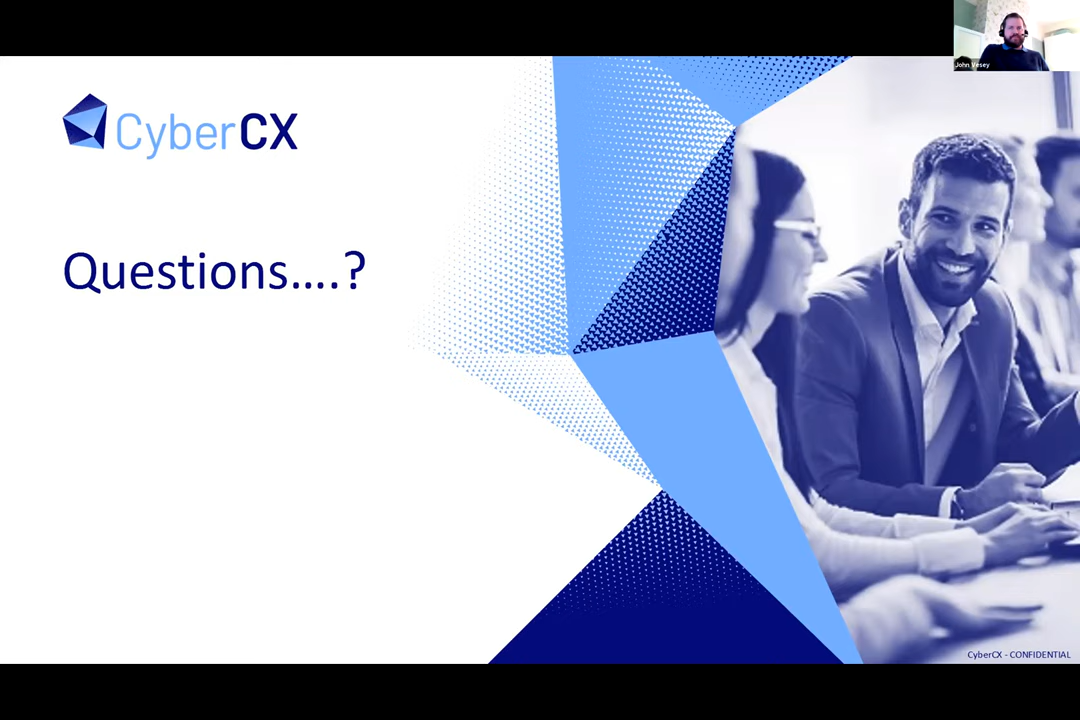 John Vesey
CyberCX
Questions....?
CyberCX - CONFIDENTIAL